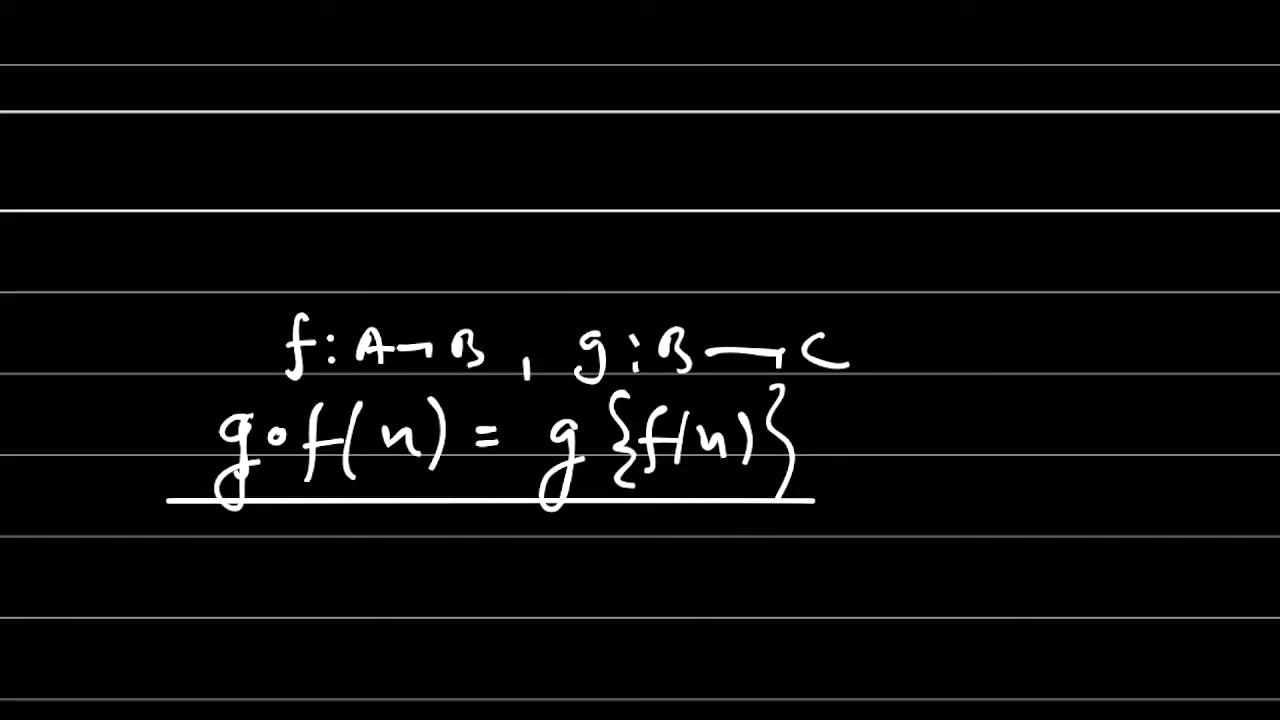 f : A → B , g : B → C
g∘f(x) = g{f(x)}